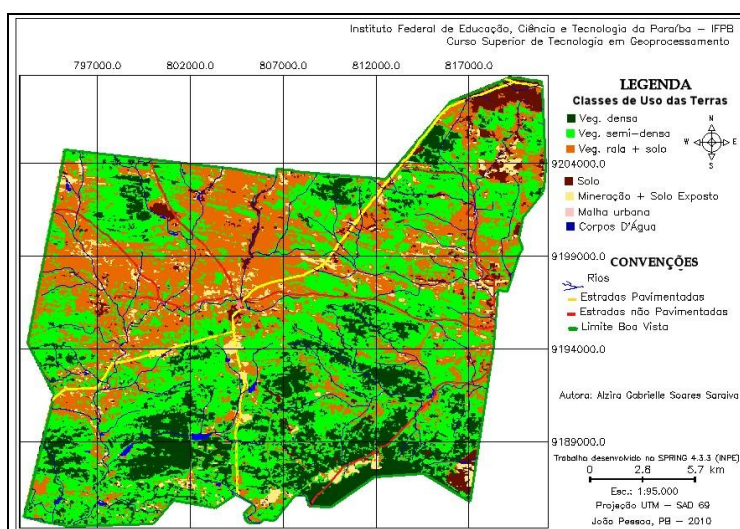 Instituto Federal de Educação, Ciência e Tecnologia da Paraíba - IFPB
Curso Superior de Tecnologia em Geoprocessamento
797000.0 802000.0 807000.0 812000.0 817000.0
LEGENDA
Classes de Uso das Terras
Veg. densa
Veg. semi-densa
Veg. rala + solo
Solo
Mineração + Solo Exposto
Malha urbana
Corpos D'Água
N
W E
S
9204000.0
9199000.0
9194000.0
9189000.0
CONVENÇÕES
Rios
Estradas Pavimentadas
Estradas não Pavimentadas
Limite Boa Vista
Autora: Alzira Gabrielle Soares Saraiva
Trabalho desenvolvido no SPRING 4.3.3 (INPE)
0 2.8 5.7 km
Esc.: 1:95.000
Projeção UTM - SAD 69
João Pessoa, PB - 2010